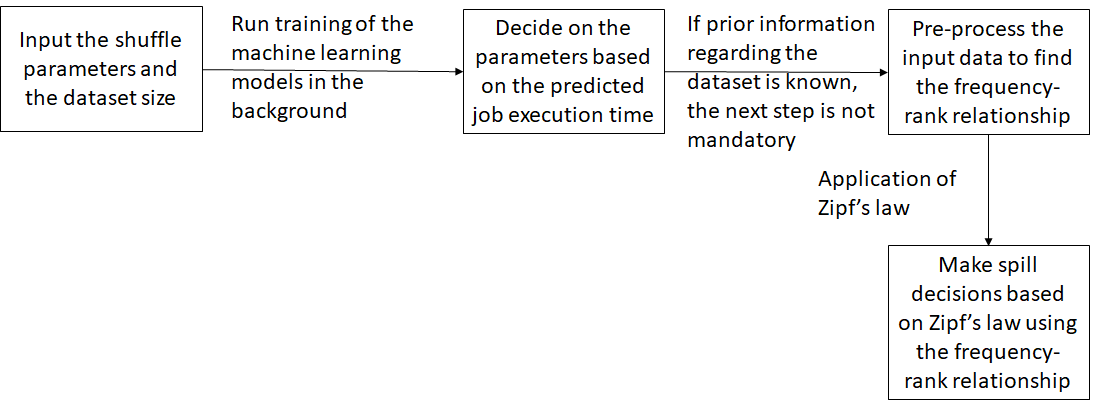 Input the shuffle
parameters and
the dataset size
Run training of the
machine learning
models in the
background
Decide on the
parameters based
on the predicted
job execution time
If prior information
regarding the
dataset is known,
the next step is not
mandatory
Pre-process the
input data to find
the frequency-
rank relationship
Application of
Zipf’s law
Make spill
decisions based
on Zipf’s law using
the frequency-
rank relationship